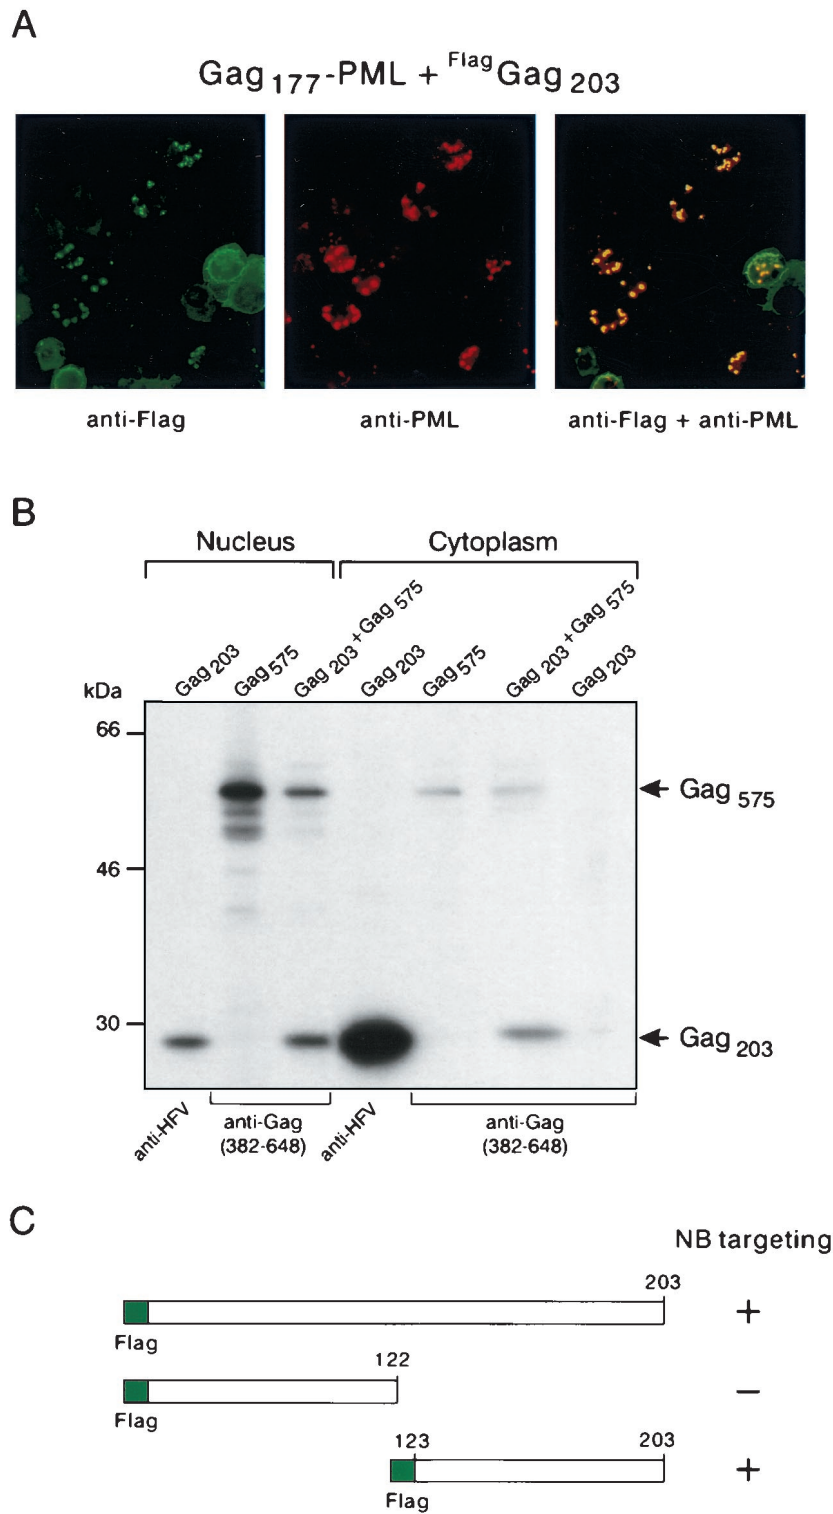 A
Gag 177-PML + Flag Gag 203
anti-Flag
anti-PML
anti-Flag + anti-PML
B
Nucleus
Cytoplasm
Gag 203
Gag 575
Gag 203 + Gag 575
Gag 203
Gag 575
Gag 203 + Gag 575
Gag 203
kDa
66
46
30
Gag 575
Gag 203
anti-HFV
anti-Gag
(382-648)
anti-HFV
anti-Gag
(382-648)
C
NB targeting
203
+
Flag
122
–
Flag
123
203
+
Flag